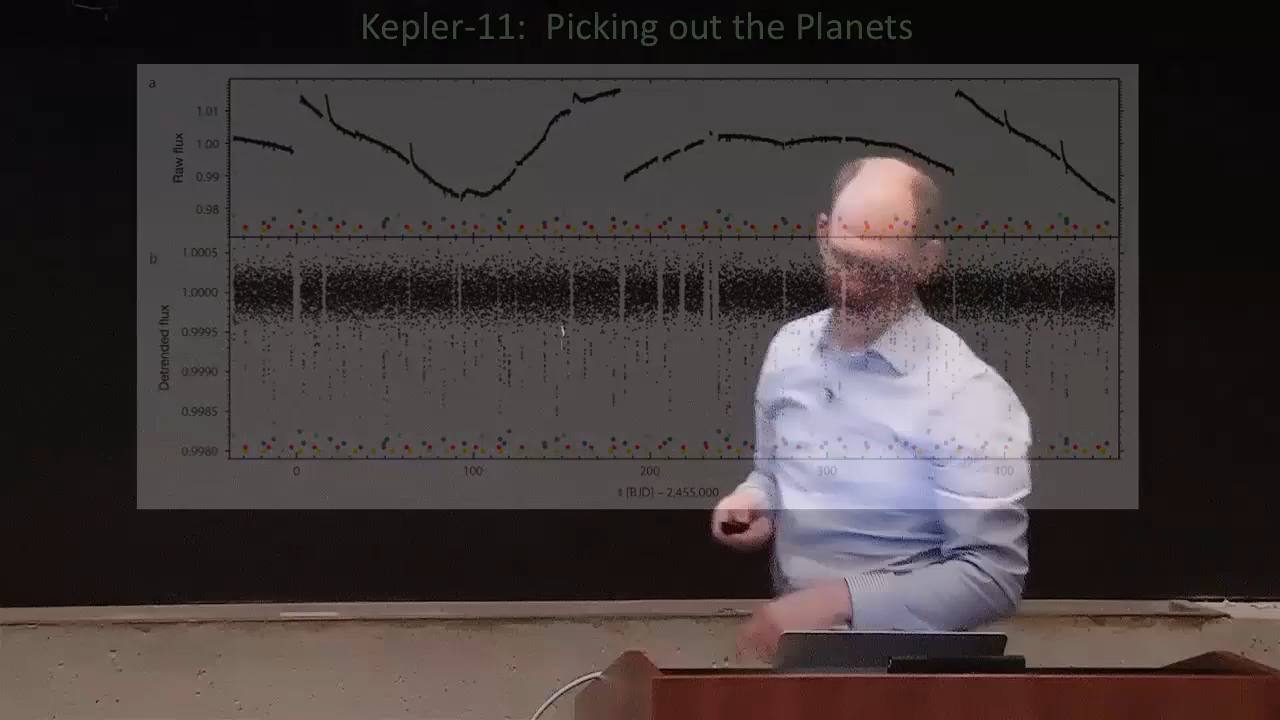 Kepler-11: Picking out the Planets
a
Raw flux
1.01
1.00
0.99
0.98
b
Detrended flux
1.0005
1.0000
0.9995
0.9990
0.9985
0.9980
0 100 200 300 400
t [BJD] – 2,455,000